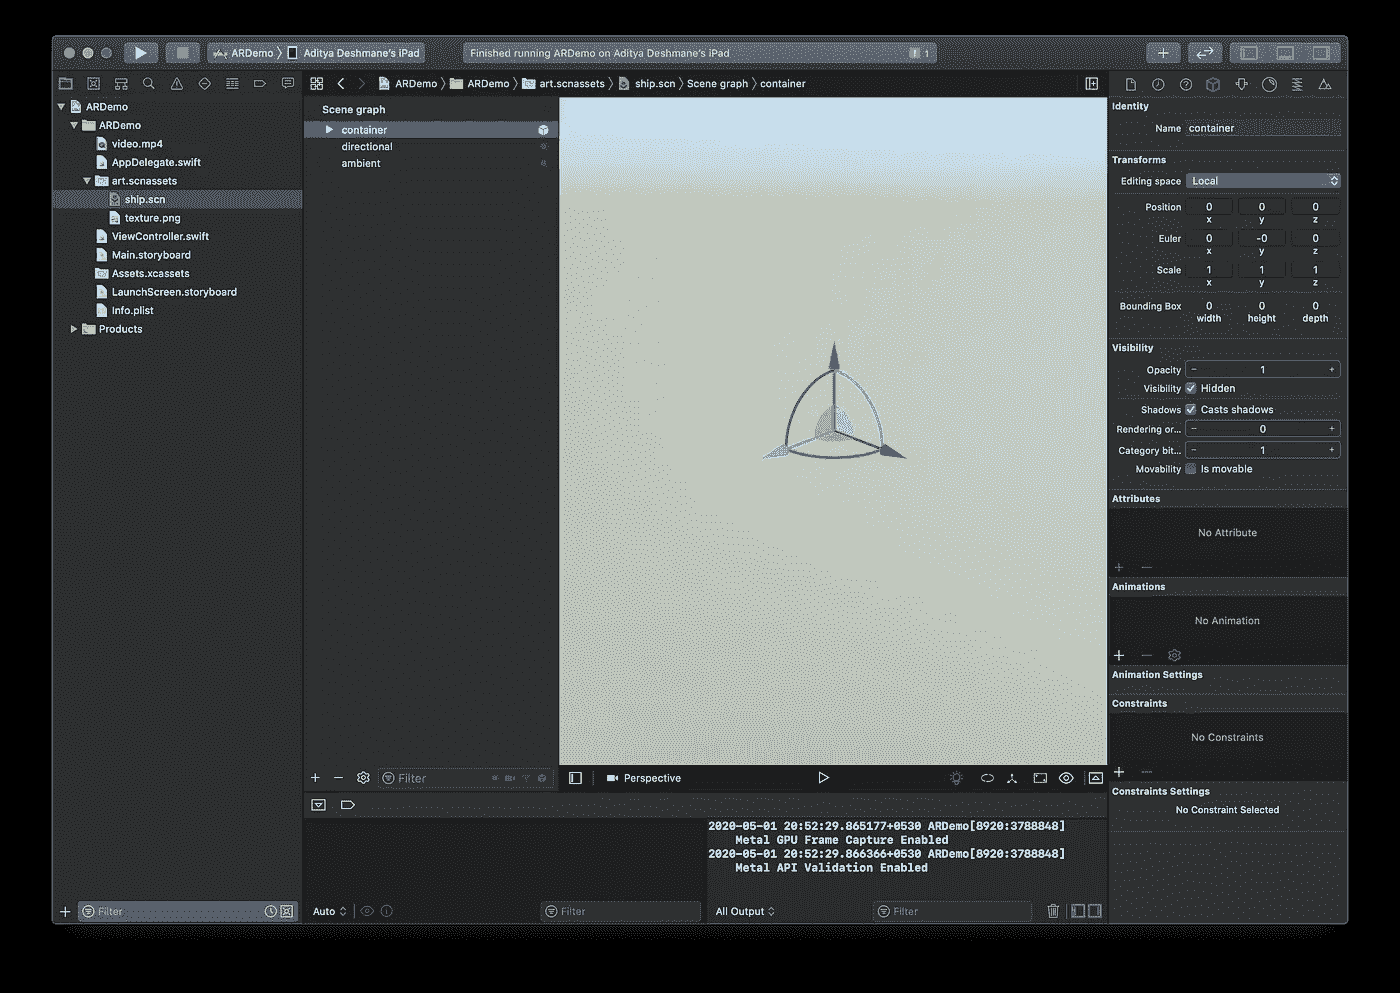 ARDemo 〉 Aditya Deshmane's iPad
Finished running ARDemo on Aditya Deshmane's iPad
1
ARDemo
ARDemo
video.mp4
AppDelegate.swift
art.scnassets
ship.scn
texture.png
ViewController.swift
Main.storyboard
Assets.xcassets
LaunchScreen.storyboard
Info.plist
Products
Filter
ARDemo 〉 ARDemo 〉 art.scnassets 〉 ship.scn 〉 Scene graph 〉 container
Scene graph
container
directional
ambient
Filter
Perspective
2020-05-01 20:52:29.865177+0530 ARDemo[8920:3788848]
Metal GPU Frame Capture Enabled
2020-05-01 20:52:29.866366+0530 ARDemo[8920:3788848]
Metal API Validation Enabled
Auto
Filter
All Output
Filter
Identity
Name container
Transforms
Editing space Local
Position 0 0 0
x y z
Euler 0 -0 0
x y z
Scale 1 1 1
x y z
Bounding Box 0 0 0
width height depth
Visibility
Opacity − 1 +
Visibility Hidden
Shadows Casts shadows
Rendering or... − 0 +
Category bit... − 1 +
Movability Is movable
Attributes
No Attribute
Animations
No Animation
Animation Settings
Constraints
No Constraints
Constraints Settings
No Constraint Selected